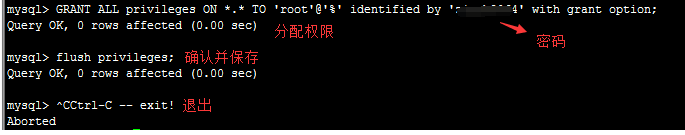 mysql> GRANT ALL privileges ON *.* TO 'root'@'%' identified by ' ' with grant option;
Query OK, 0 rows affected (0.00 sec)
分配权限
密码
mysql> flush privileges; 确认并保存
Query OK, 0 rows affected (0.00 sec)
mysql> ^CCtrl-C -- exit! 退出
Aborted